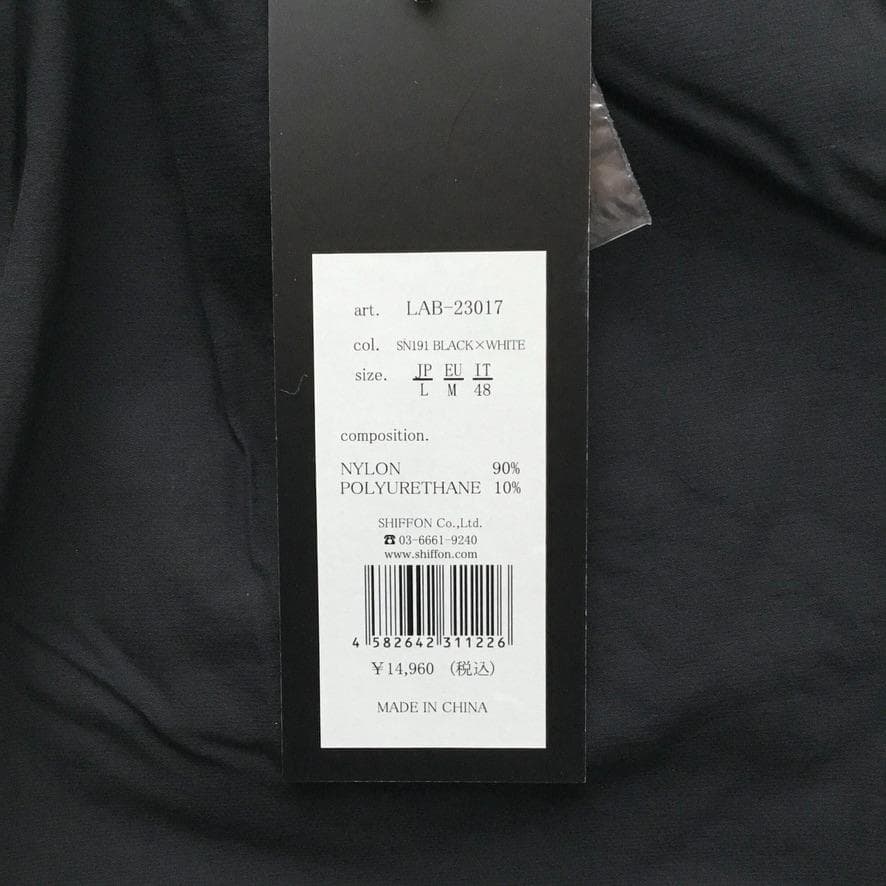 art. LAB-23017
col. SN191 BLACK×WHITE
size. JP EU IT
L M 48
composition.
NYLON 90%
POLYURETHANE 10%
SHIFFON Co.,Ltd.
☎03-6661-9240
www.shiffon.com
4 582642 311226
¥14,960 (税込)
MADE IN CHINA